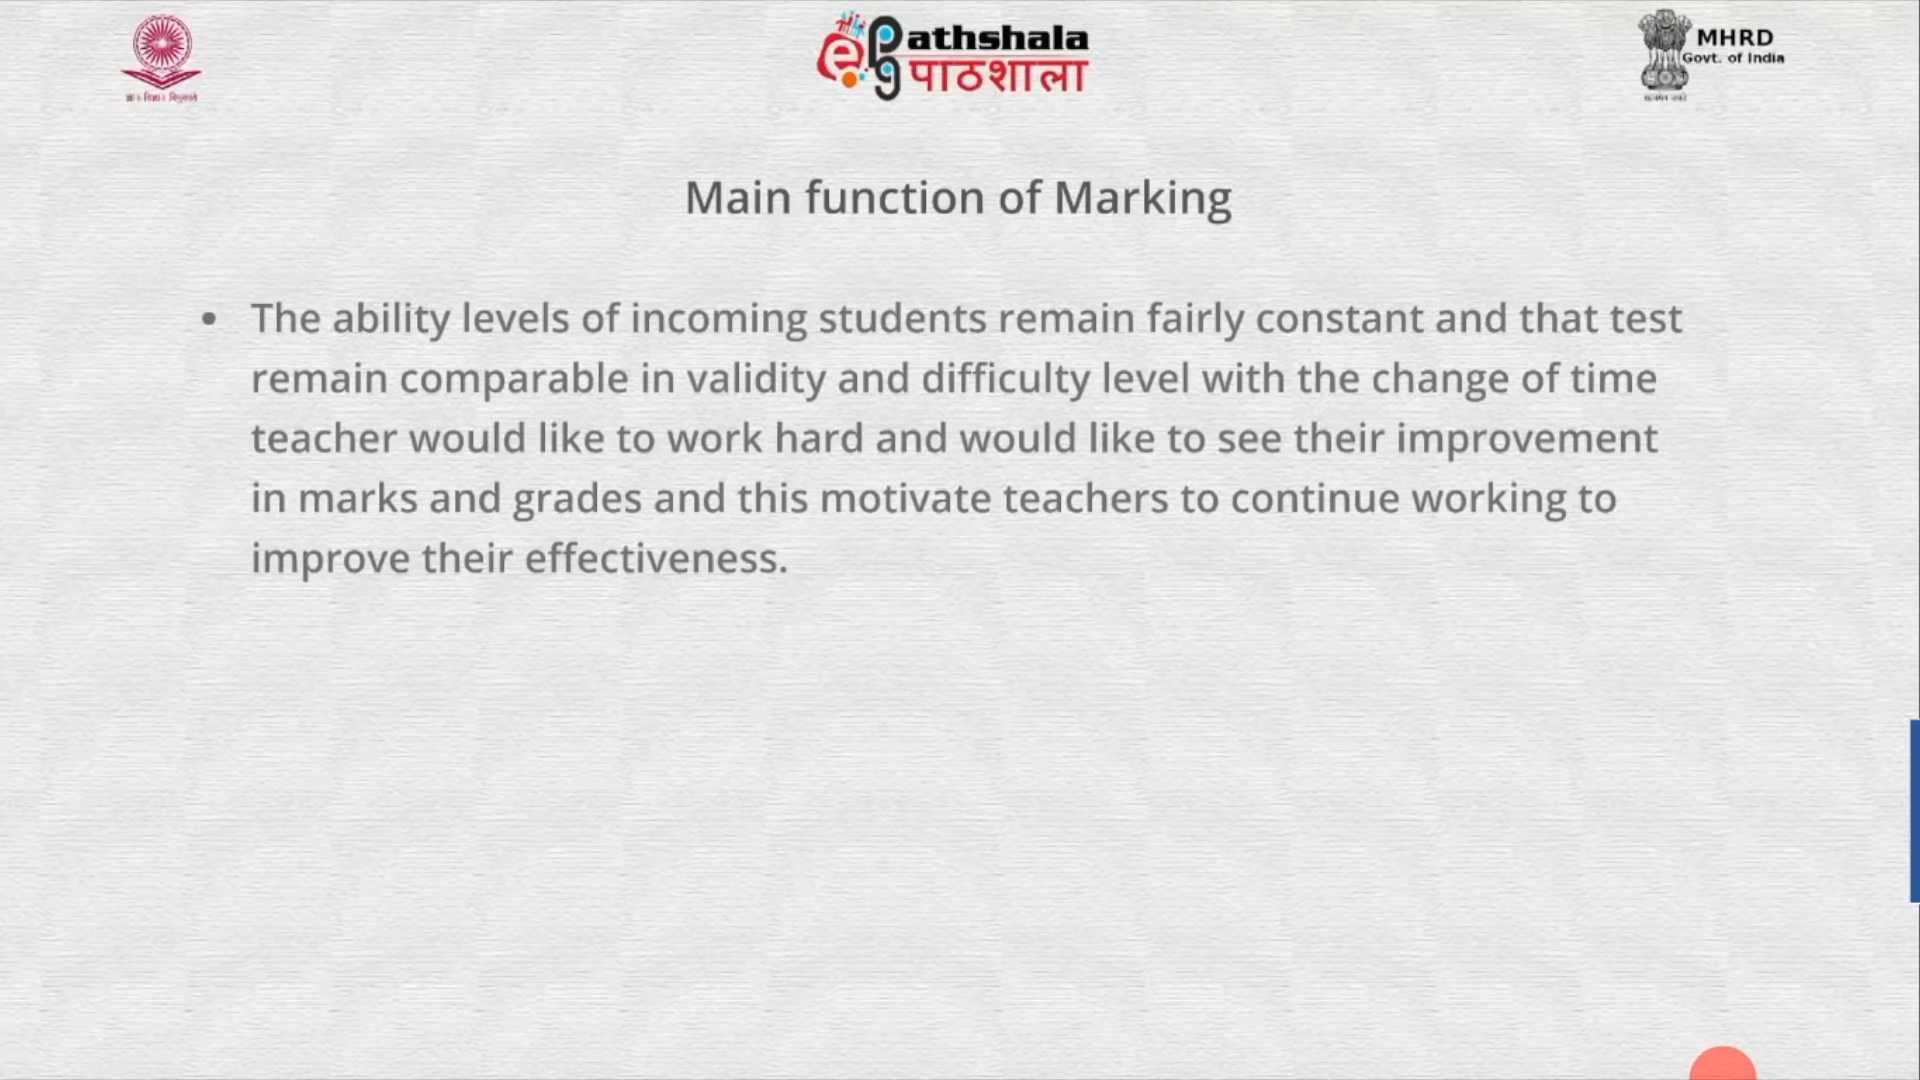 ePathshala
पाठशाला
MHRD
Govt. of India
Main function of Marking
• The ability levels of incoming students remain fairly constant and that test
remain comparable in validity and difficulty level with the change of time
teacher would like to work hard and would like to see their improvement
in marks and grades and this motivate teachers to continue working to
improve their effectiveness.